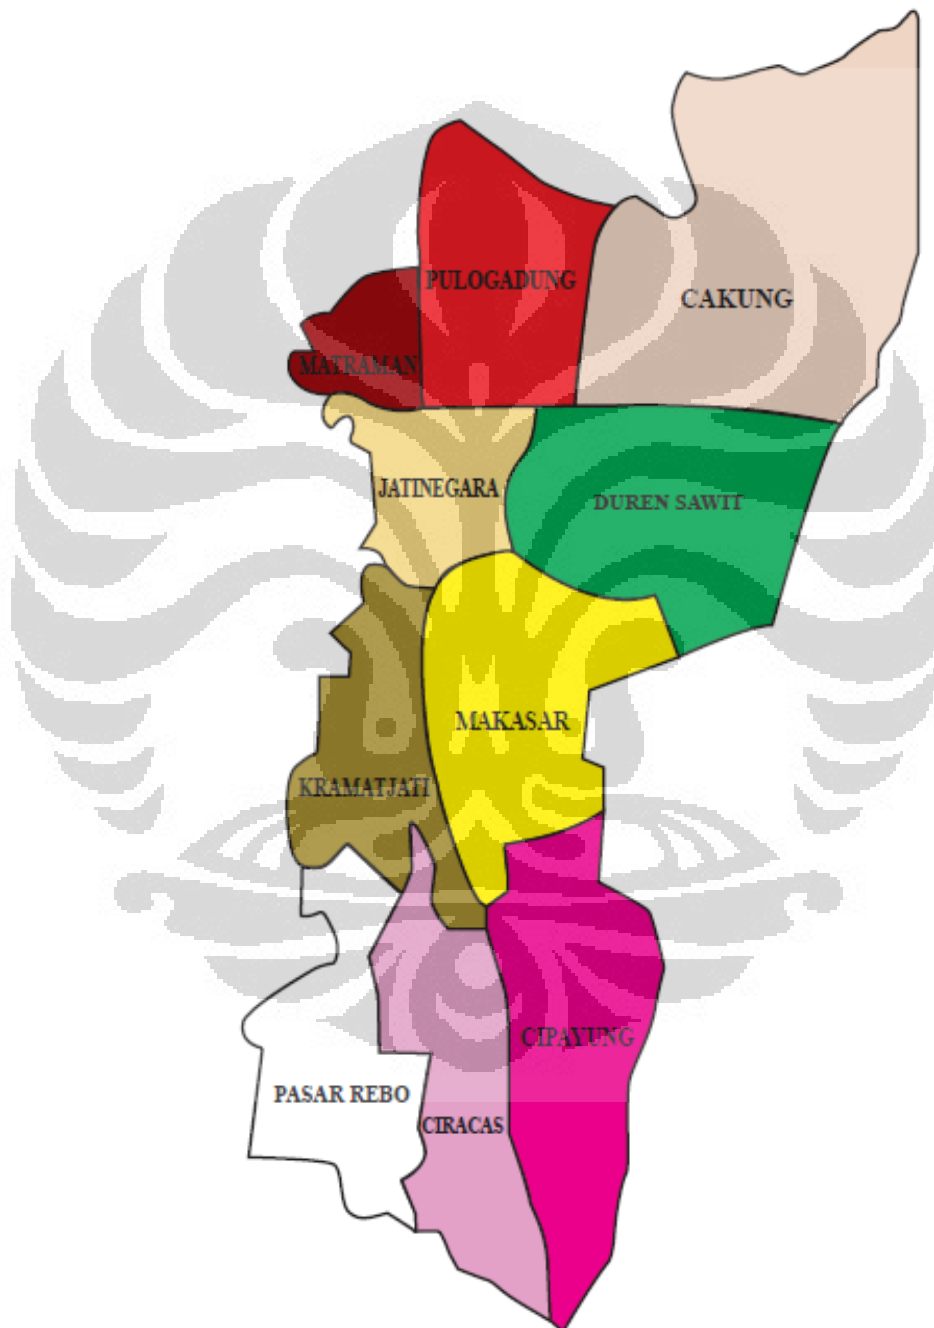 PULOGADUNG
CAKUNG
MATRAMAN
JATINEGARA
DUREN SAWIT
MAKASAR
KRAMATJATI
CIPAYUNG
PASAR REBO
CIRACAS